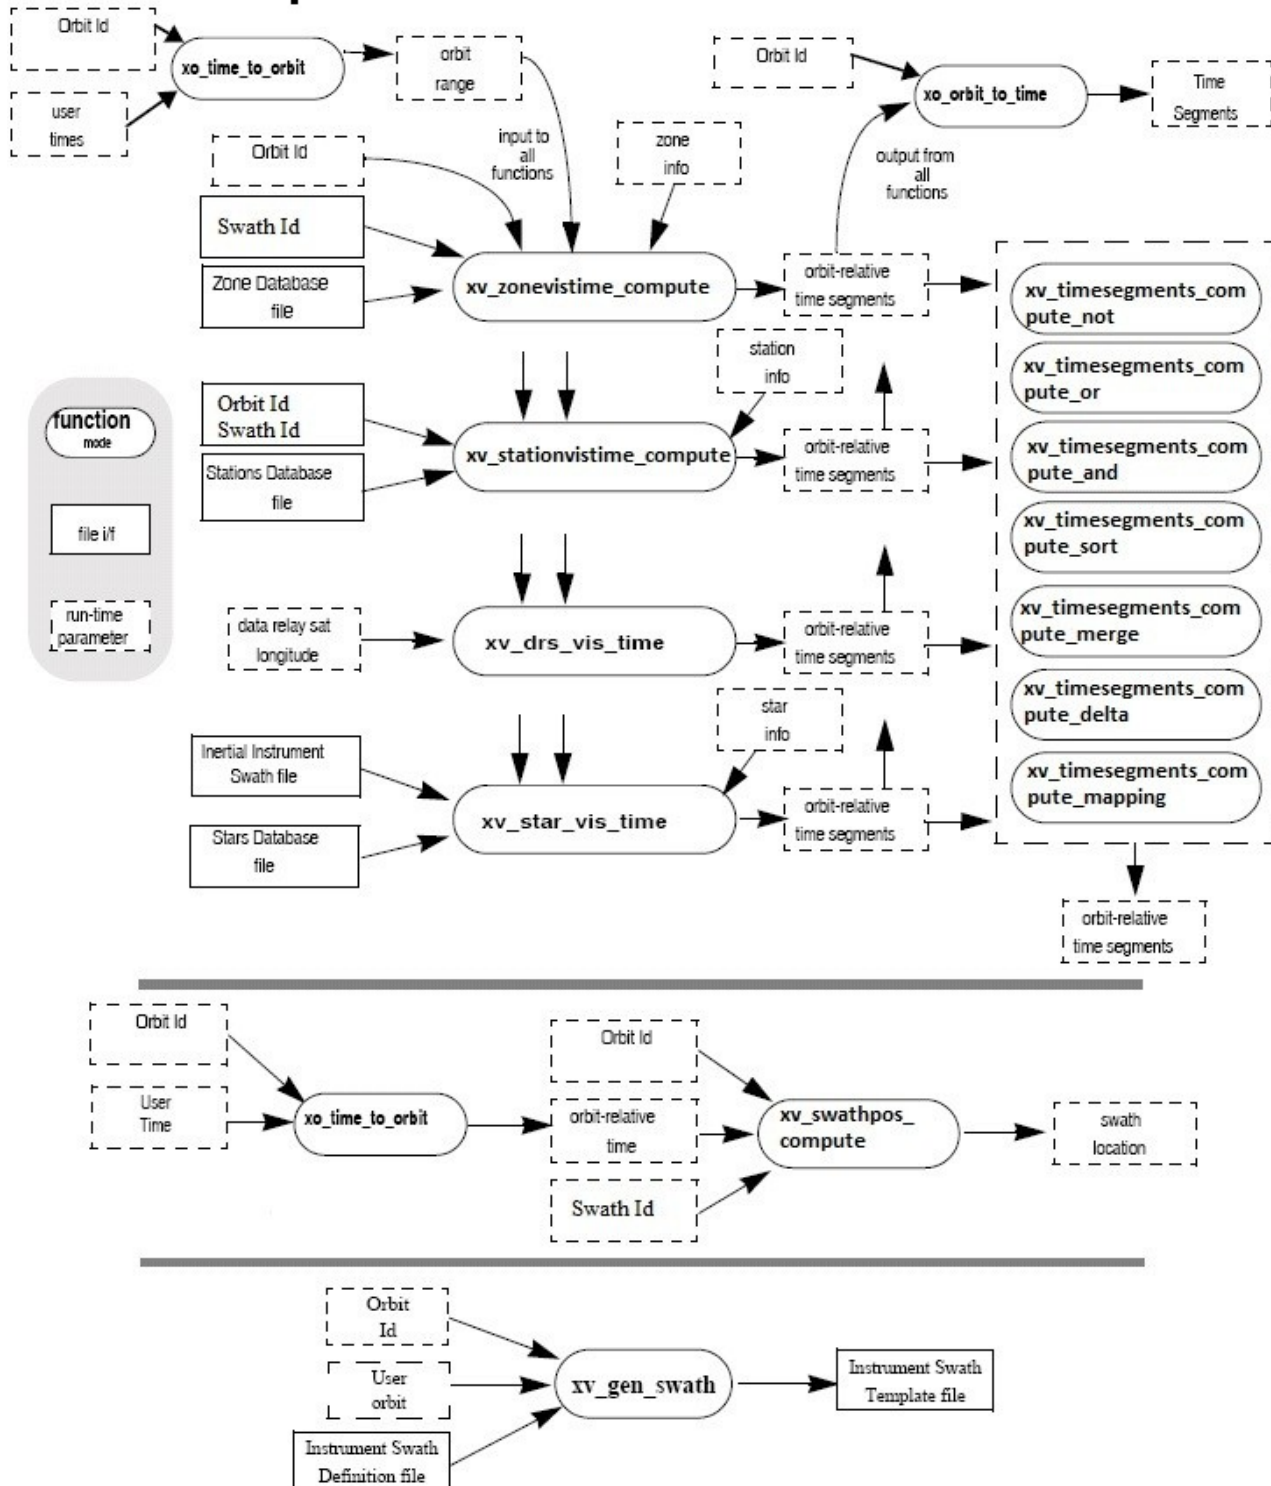 Orbit Id
user
times
xo_time_to_orbit
orbit
range
Orbit Id
xo_orbit_to_time
Time
Segments
Orbit Id
input to
all
functions
zone
info
output from
all
functions
Swath Id
Zone Database
file
xv_zonevistime_compute
orbit-relative
time segments
station
info
Orbit Id
Swath Id
Stations Database
file
xv_stationvistime_compute
orbit-relative
time segments
function
mode
file i/f
run-time
parameter
data relay sat
longitude
xv_drs_vis_time
orbit-relative
time segments
star
info
Inertial Instrument
Swath file
Stars Database
file
xv_star_vis_time
orbit-relative
time segments
xv_timesegments_com
pute_not
xv_timesegments_com
pute_or
xv_timesegments_com
pute_and
xv_timesegments_com
pute_sort
xv_timesegments_com
pute_merge
xv_timesegments_com
pute_delta
xv_timesegments_com
pute_mapping
orbit-relative
time segments
Orbit Id
User
Time
xo_time_to_orbit
Orbit Id
orbit-relative
time
Swath Id
xv_swathpos_
compute
swath
location
Orbit
Id
User
orbit
Instrument Swath
Definition file
xv_gen_swath
Instrument Swath
Template file